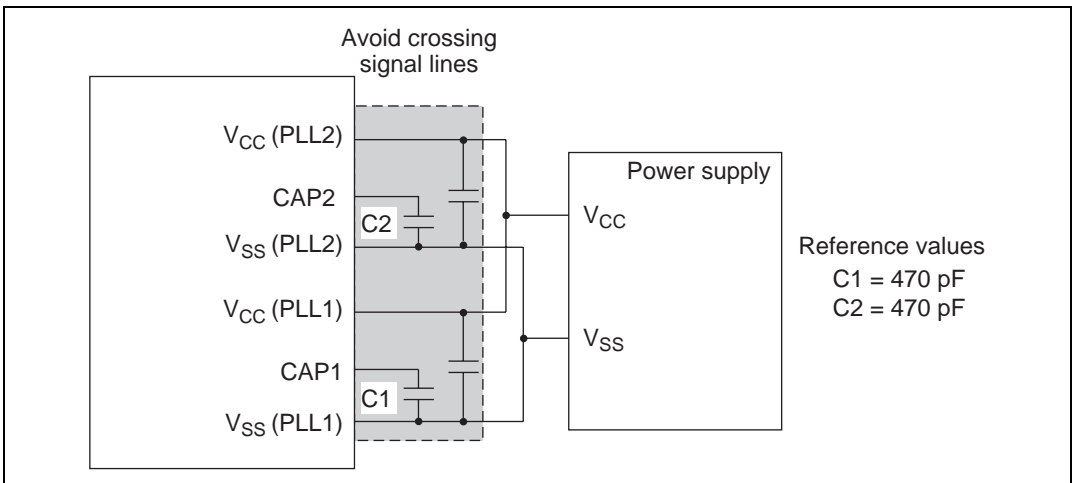 Avoid crossing
signal lines
VCC (PLL2)
CAP2
C2
VSS (PLL2)
VCC (PLL1)
CAP1
C1
VSS (PLL1)
Power supply
VCC
VSS
Reference values
C1 = 470 pF
C2 = 470 pF